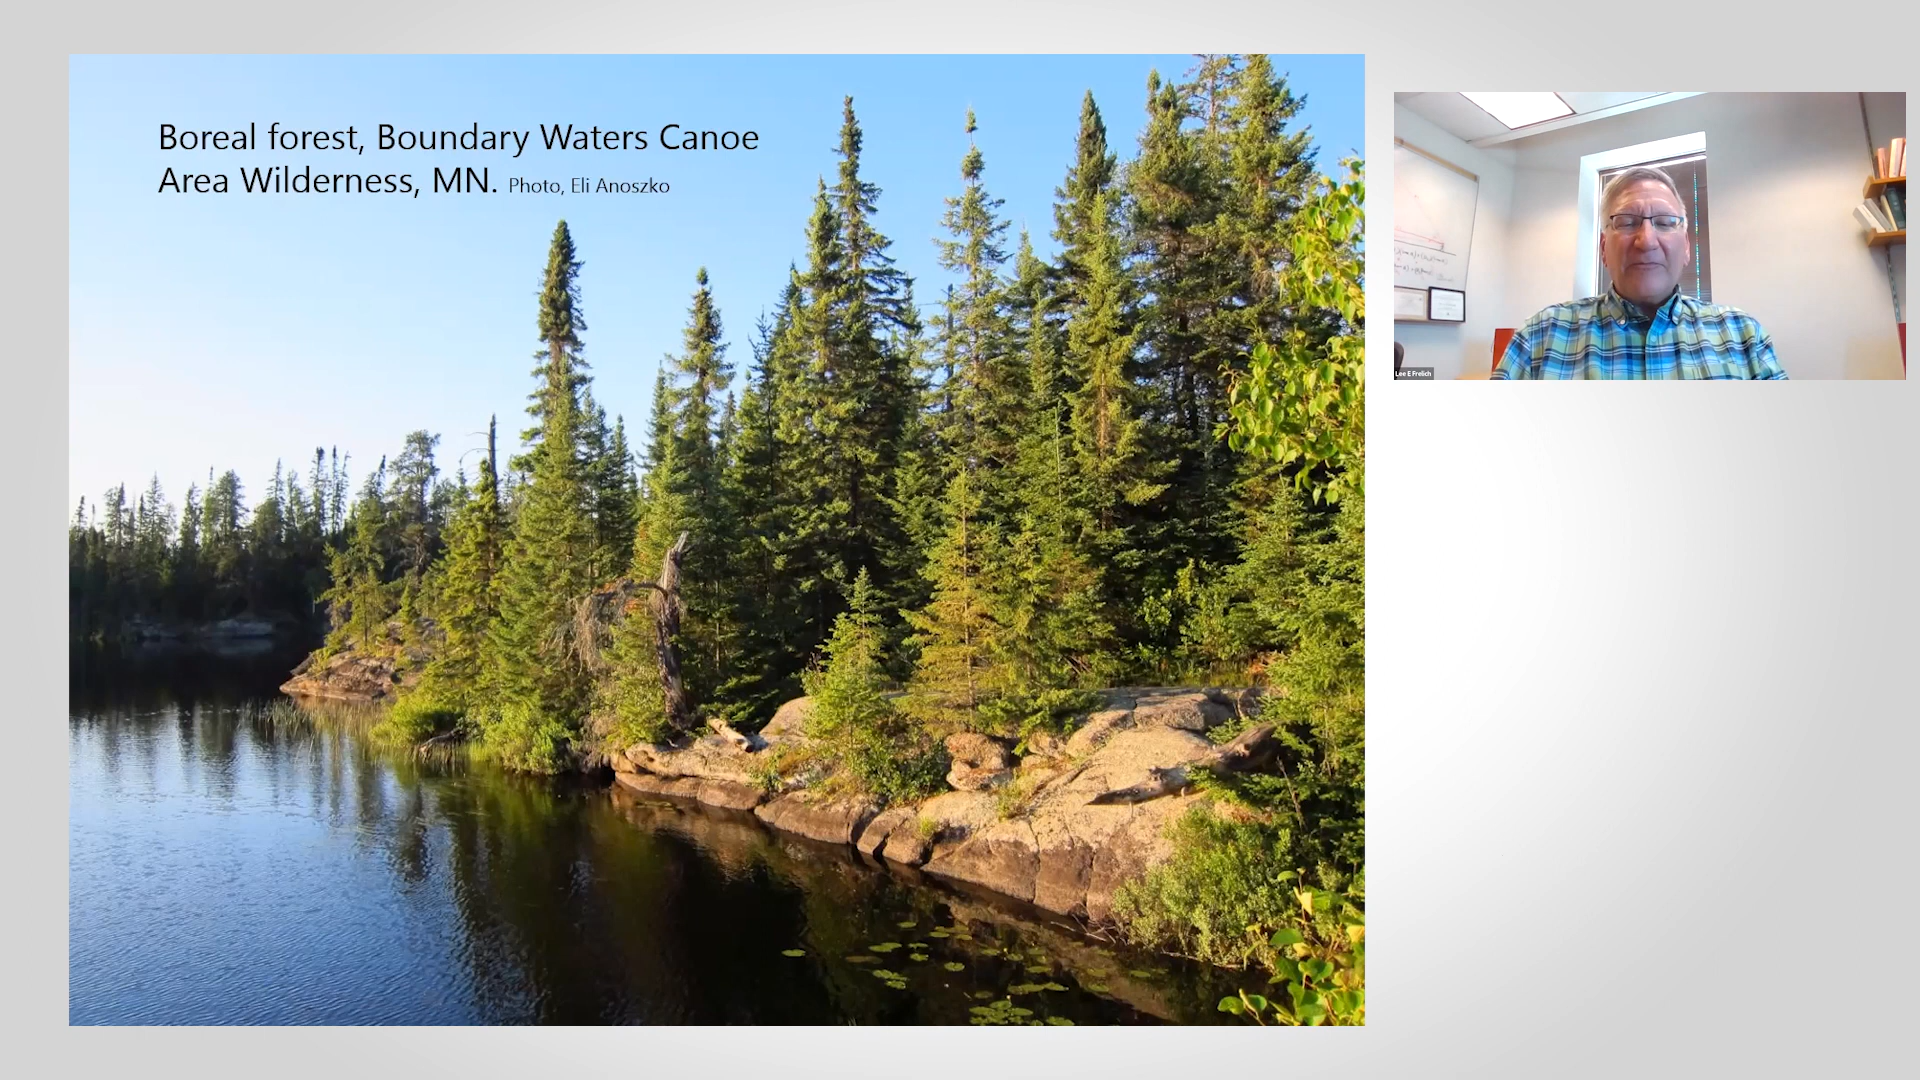 Boreal forest, Boundary Waters Canoe
Area Wilderness, MN. Photo, Eli Anoszko
Lee E Frelich